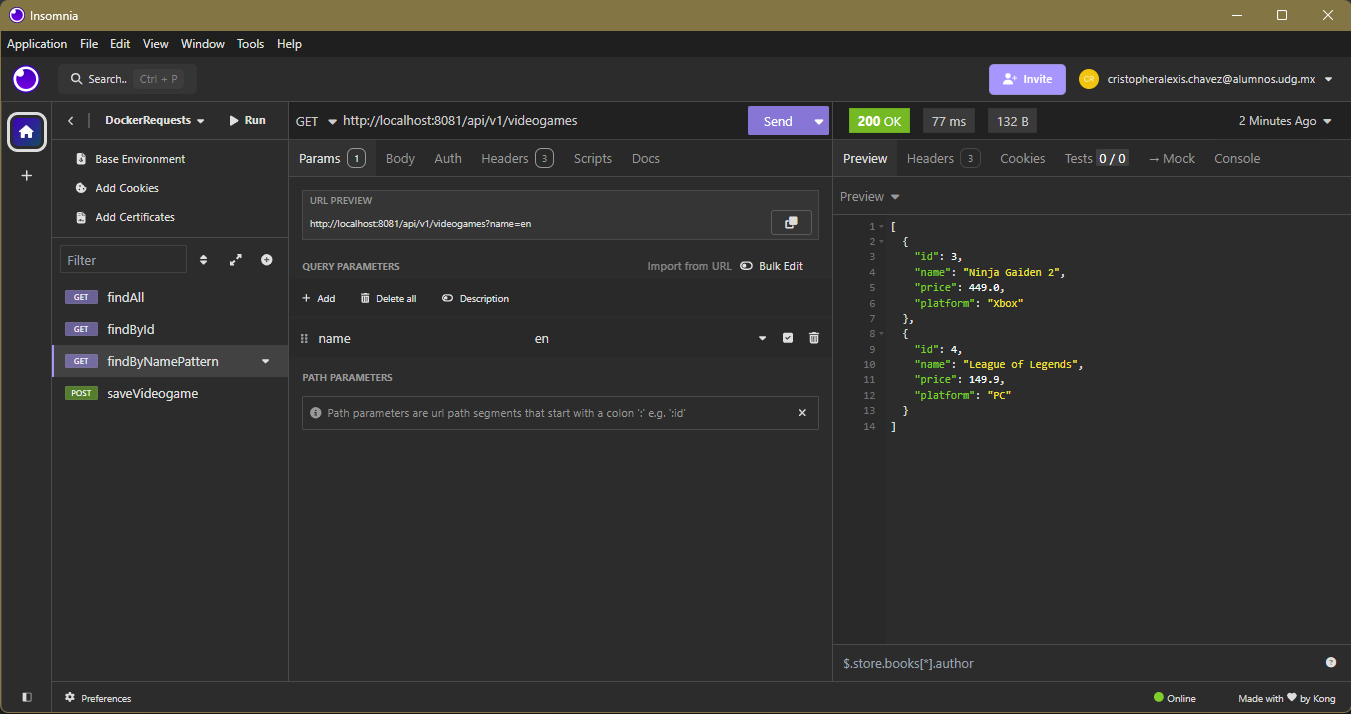 Insomnia
Application File Edit View Window Tools Help
Search.. Ctrl + P
Invite
CR
cristopheralexis.chavez@alumnos.udg.mx
DockerRequests
Run
Base Environment
Add Cookies
Add Certificates
Filter
GET findAll
GET findById
GET findByNamePattern
POST saveVideogame
GET http://localhost:8081/api/v1/videogames
Send
Params 1 Body Auth Headers 3 Scripts Docs
URL PREVIEW
http://localhost:8081/api/v1/videogames?name=en
QUERY PARAMETERS
Import from URL
Bulk Edit
+ Add
Delete all
Description
name en
PATH PARAMETERS
Path parameters are url path segments that start with a colon ':' e.g. ':id'
200 OK 77 ms 132 B
2 Minutes Ago
Preview Headers 3 Cookies Tests 0 / 0 → Mock Console
Preview
1 [
2 {
3 "id": 3,
4 "name": "Ninja Gaiden 2",
5 "price": 449.0,
6 "platform": "Xbox"
7 },
8 {
9 "id": 4,
10 "name": "League of Legends",
11 "price": 149.9,
12 "platform": "PC"
13 }
14 ]
$.store.books[*].author
Preferences
Online
Made with ♥ by Kong